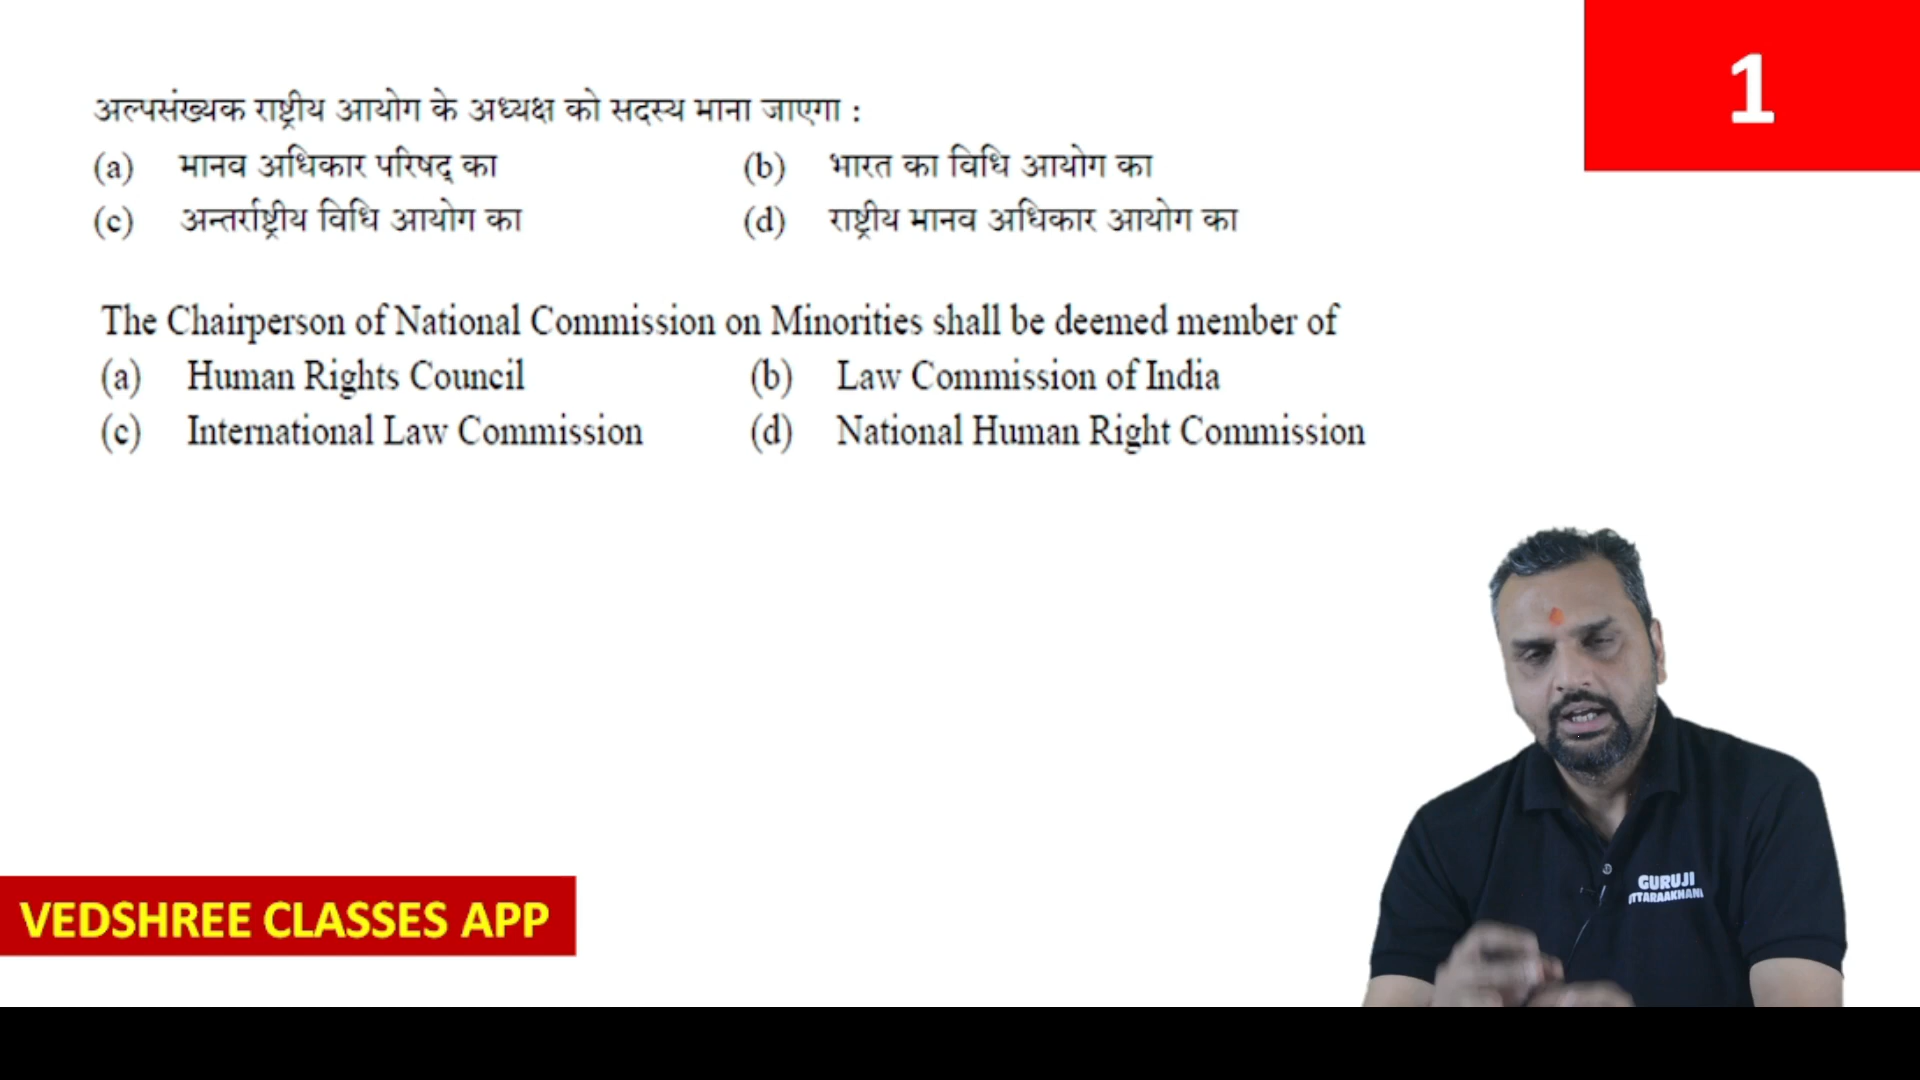 1
अल्पसंख्यक राष्ट्रीय आयोग के अध्यक्ष को सदस्य माना जाएगा :
(a) मानव अधिकार परिषद् का (b) भारत का विधि आयोग का
(c) अन्तर्राष्ट्रीय विधि आयोग का (d) राष्ट्रीय मानव अधिकार आयोग का
The Chairperson of National Commission on Minorities shall be deemed member of
(a) Human Rights Council (b) Law Commission of India
(c) International Law Commission (d) National Human Right Commission
GURUJI
VEDSHREE CLASSES APP